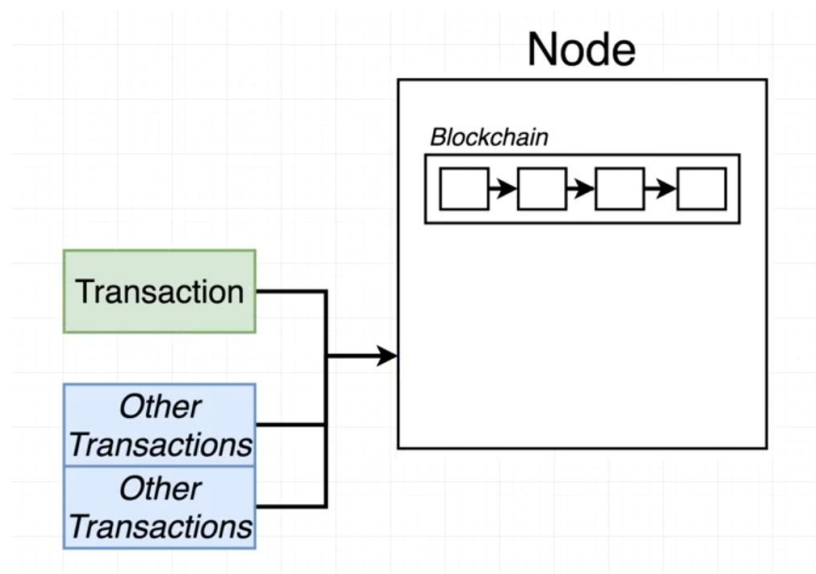 Node
Blockchain
Transaction
Other
Transactions
Other
Transactions